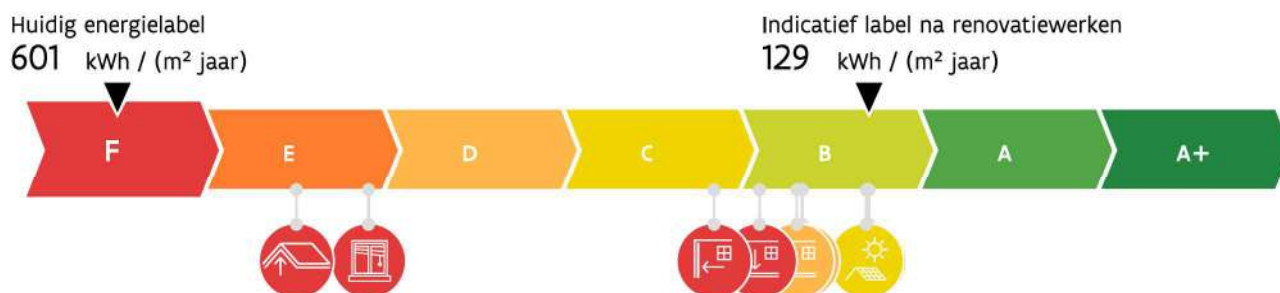 Huidig energielabel
601 kWh / (m² jaar)
Indicatief label na renovatiewerken
129 kWh / (m² jaar)
F E D C B A A+